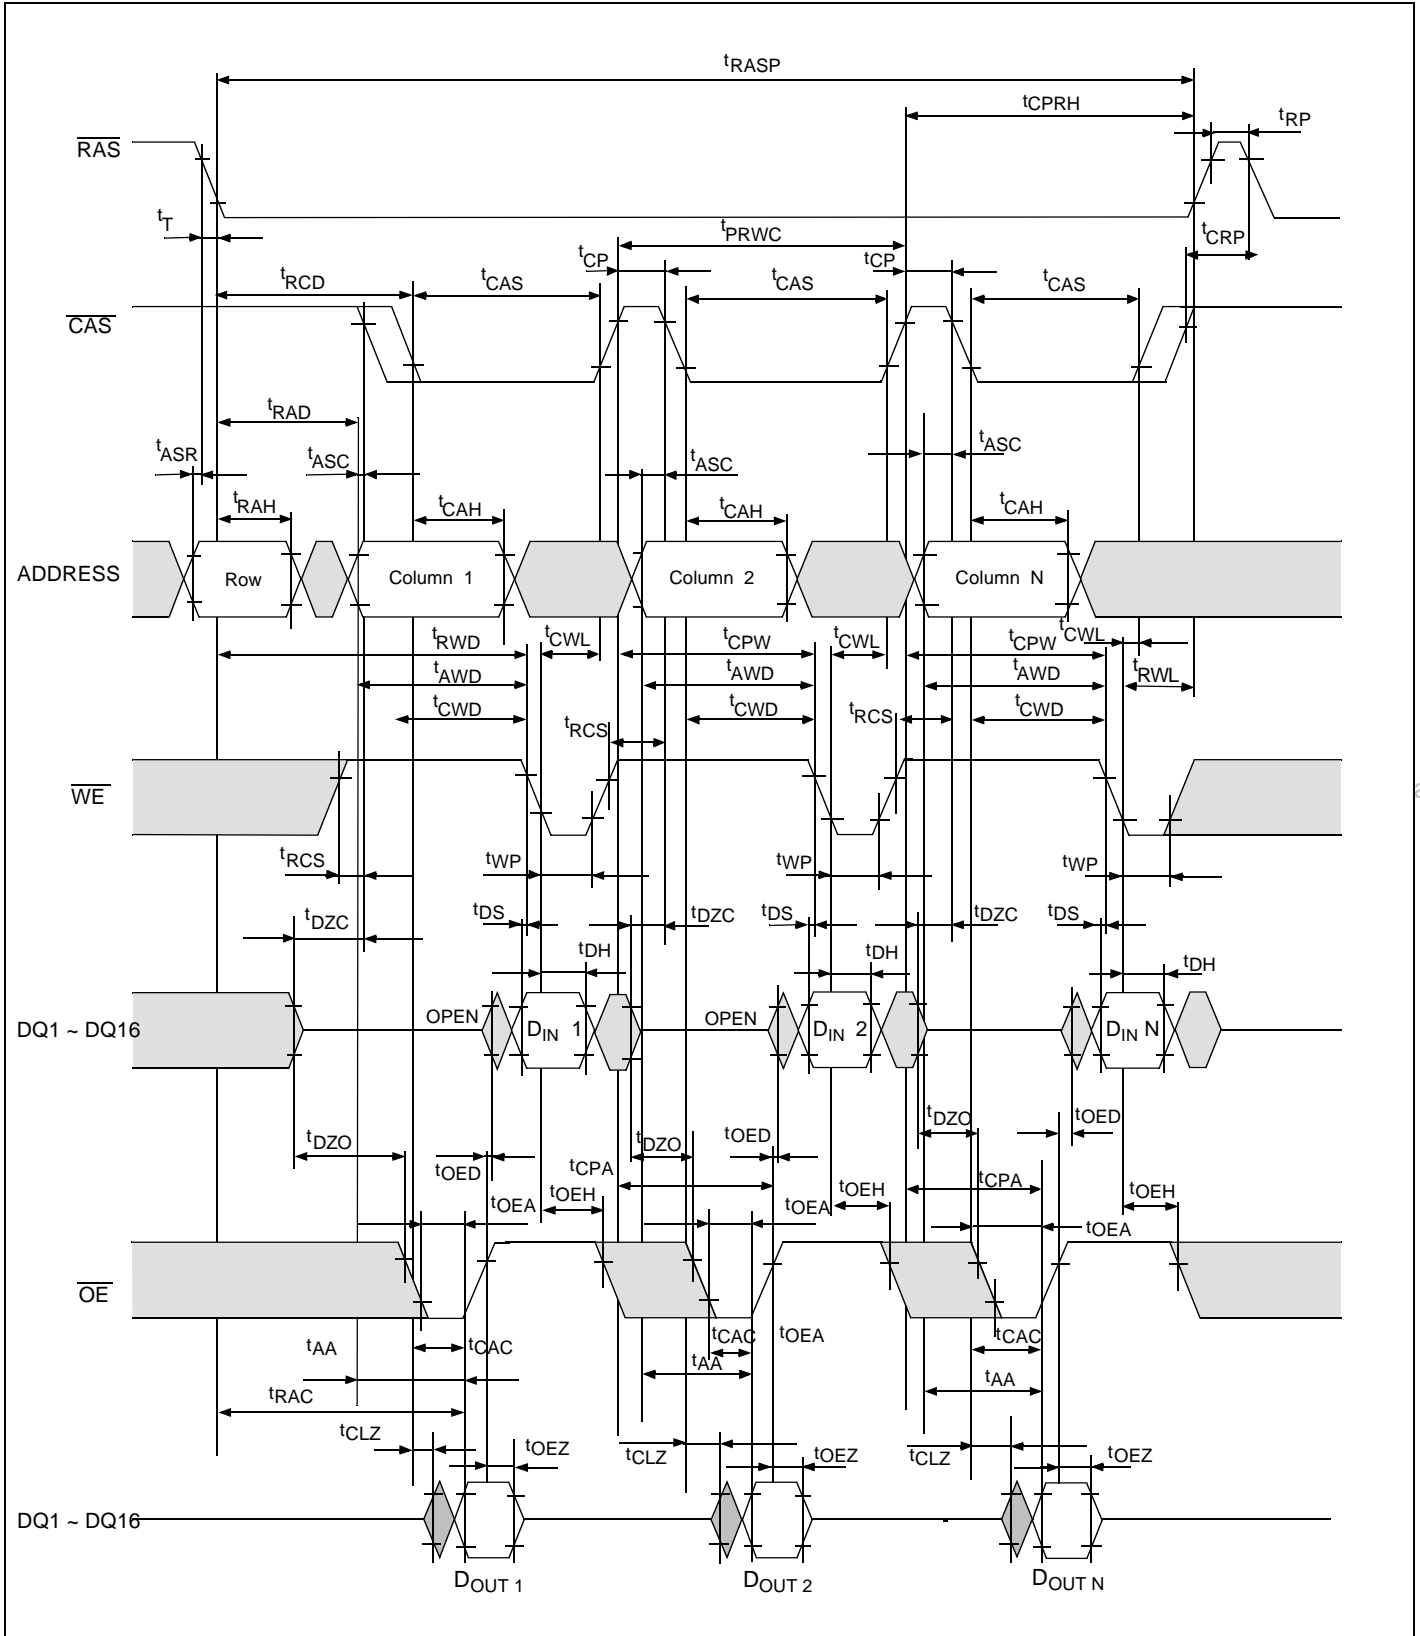 tRASP
tCPRH
tRP
RAS
tT
tPRWC
tCRP
tCP
tCP
tRCD
tCAS
tCAS
tCAS
CAS
tRAD
tASR
tASC
tASC
tASC
tRAH
tCAH
tCAH
tCAH
ADDRESS
Row
Column 1
Column 2
Column N
tRWD
tCWL
tCPW
tCWL
tCPW
tCWL
tAWD
tAWD
tAWD
tRWL
tCWD
tRCS
tCWD
tRCS
tCWD
WE
tRCS
tWP
tWP
tWP
tDZC
tDS
tDZC
tDS
tDZC
tDS
tDH
tDH
tDH
DQ1 ~ DQ16
OPEN
DIN 1
OPEN
DIN 2
DIN N
tDZO
tOED
tDZO
tOED
tDZO
tOED
tCPA
tCPA
tOEA
tOEH
tOEA
tOEH
tOEA
tOEH
OE
tAA
tCAC
tCAC
tOEA
tCAC
tAA
tAA
tRAC
tCLZ
tOEZ
tCLZ
tOEZ
tCLZ
tOEZ
DQ1 ~ DQ16
DOUT 1
DOUT 2
DOUT N